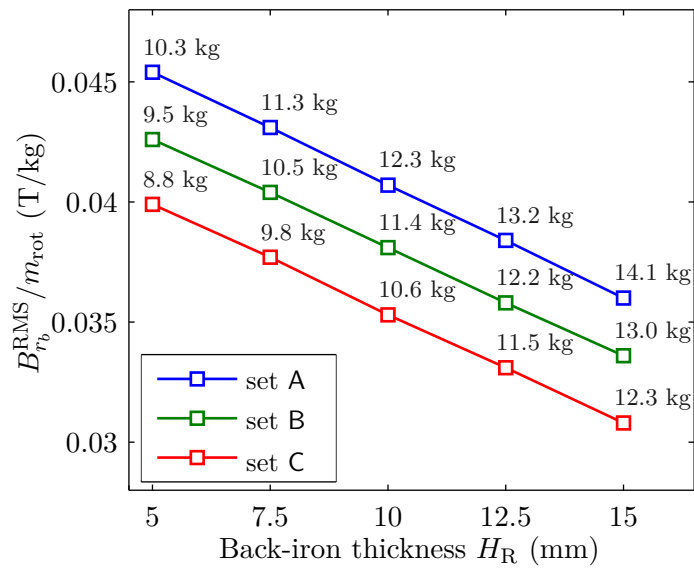 10.3 kg
0.045
11.3 kg
9.5 kg
12.3 kg
10.5 kg
8.8 kg
0.04
11.4 kg
13.2 kg
9.8 kg
12.2 kg
14.1 kg
10.6 kg
13.0 kg
0.035
11.5 kg
12.3 kg
set A
set B
set C
0.03
5 7.5 10 12.5 15
Back-iron thickness H_R (mm)
B_{r_b}^{RMS}/m_{rot} (T/kg)